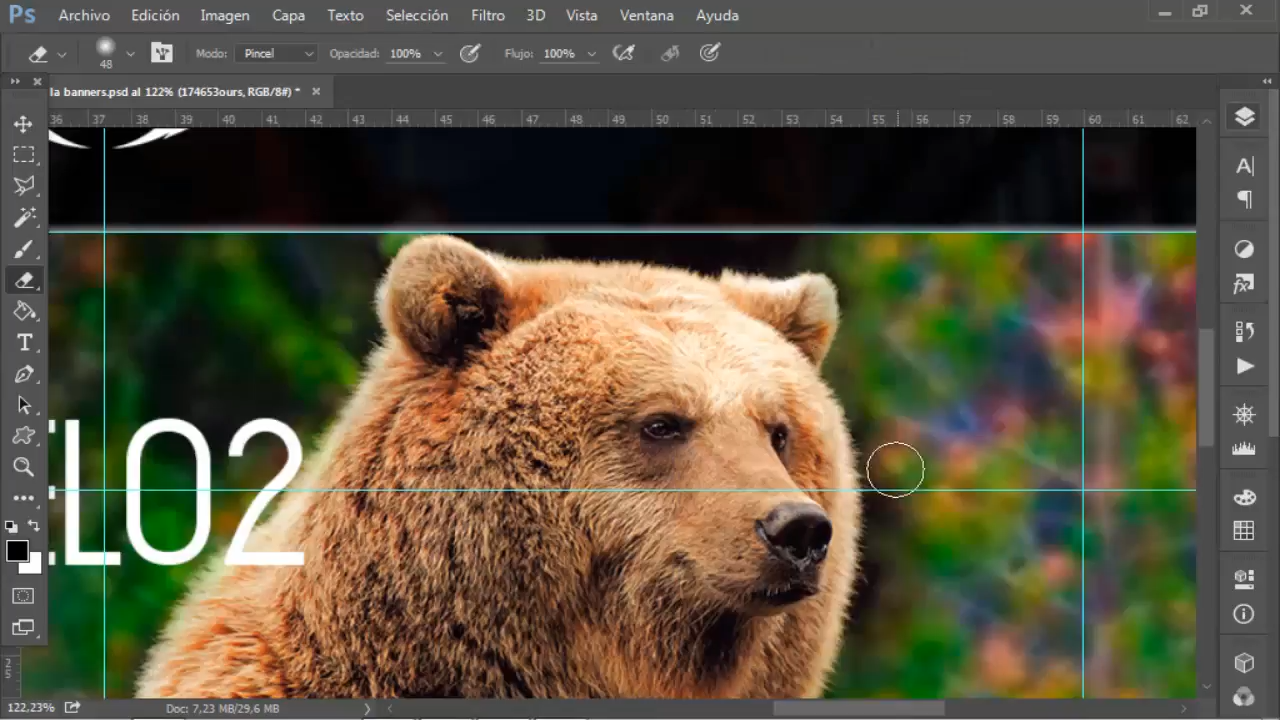 Ps Archivo Edición Imagen Capa Texto Selección Filtro 3D Vista Ventana Ayuda
48 Modo: Pincel Opacidad: 100% Flujo: 100%
la banners.psd al 122% (174653ours, RGB/8#) *
36 37 38 39 40 41 42 43 44 45 46 47 48 49 50 51 52 53 54 55 56 57 58 59 60 61 62
LO2
2
5
122,23% Doc: 7,23 MB/29,6 MB